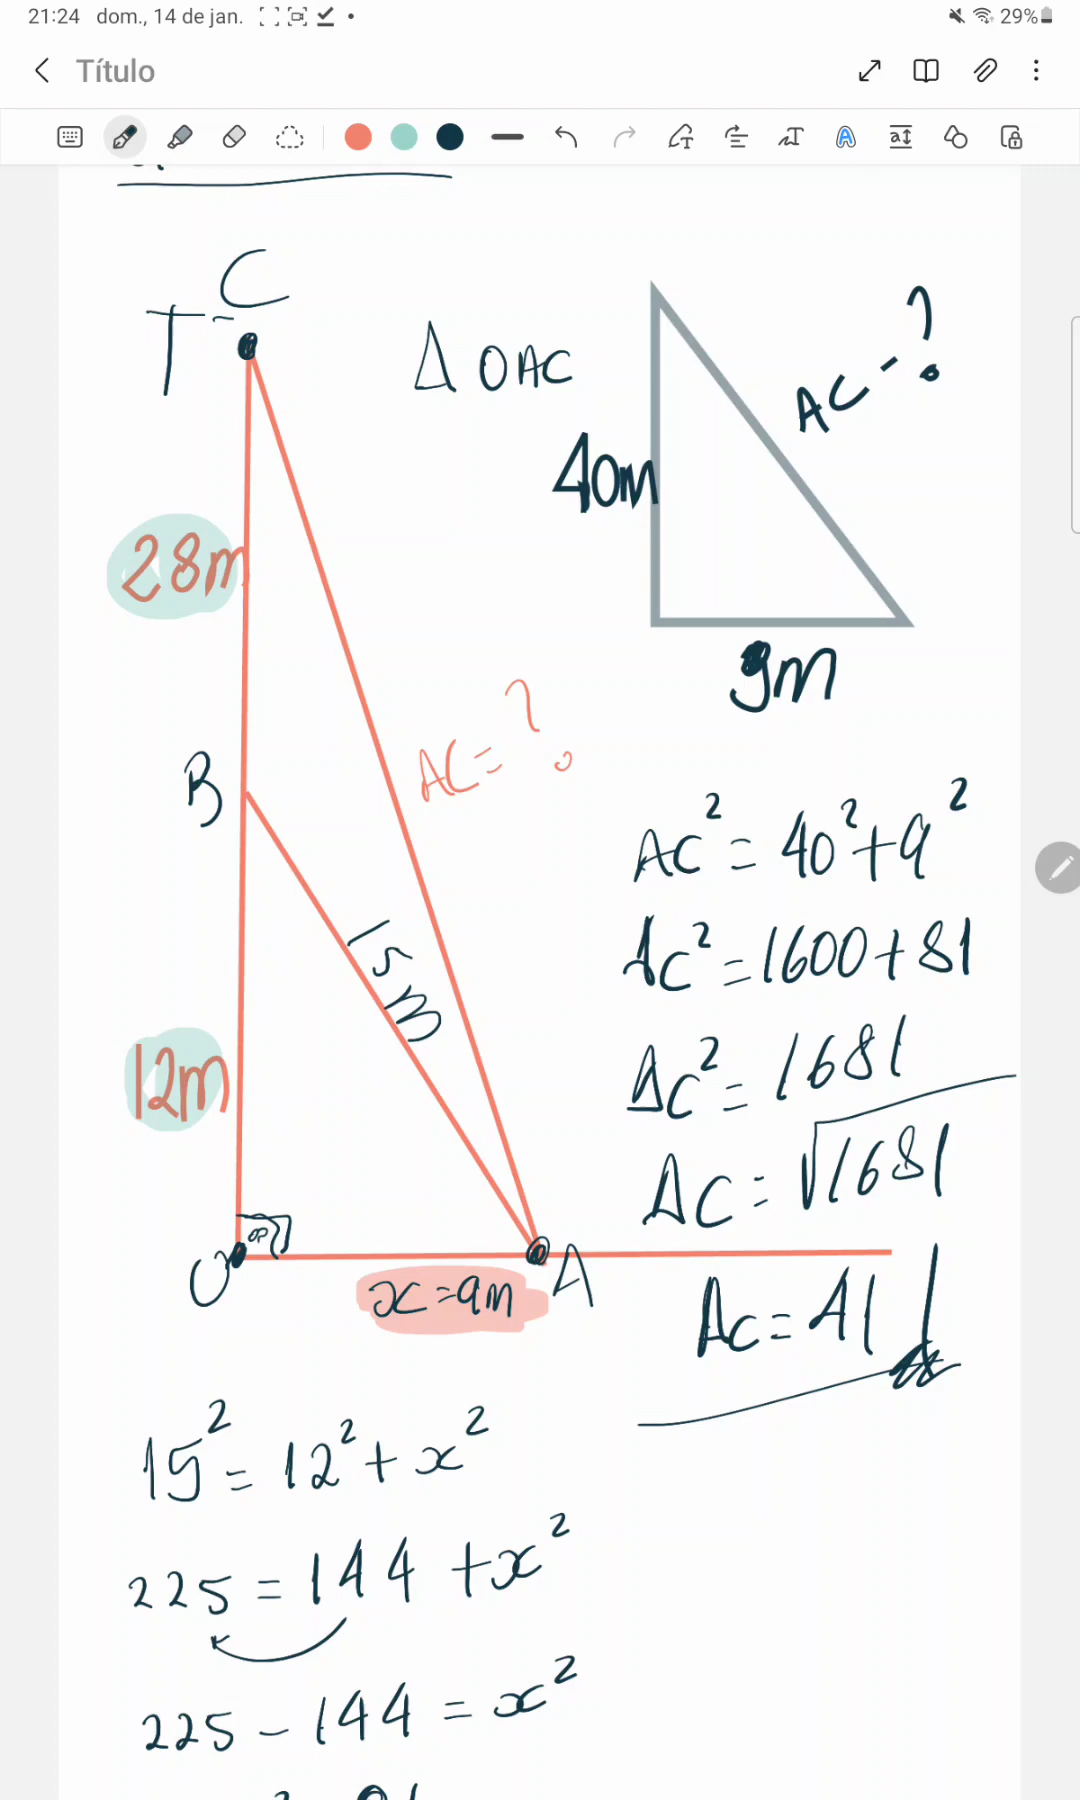 21:24 dom., 14 de jan.
29%
Título
C
T
Δ OAC
AC - ?
40m
28m
9m
AC = ?
B
AC² = 40² + 9²
AC² = 1600 + 81
15m
AC² = 1681
12m
AC = √1681
O
x = 9m
A
AC = 41
15² = 12² + x²
225 = 144 + x²
225 - 144 = x²